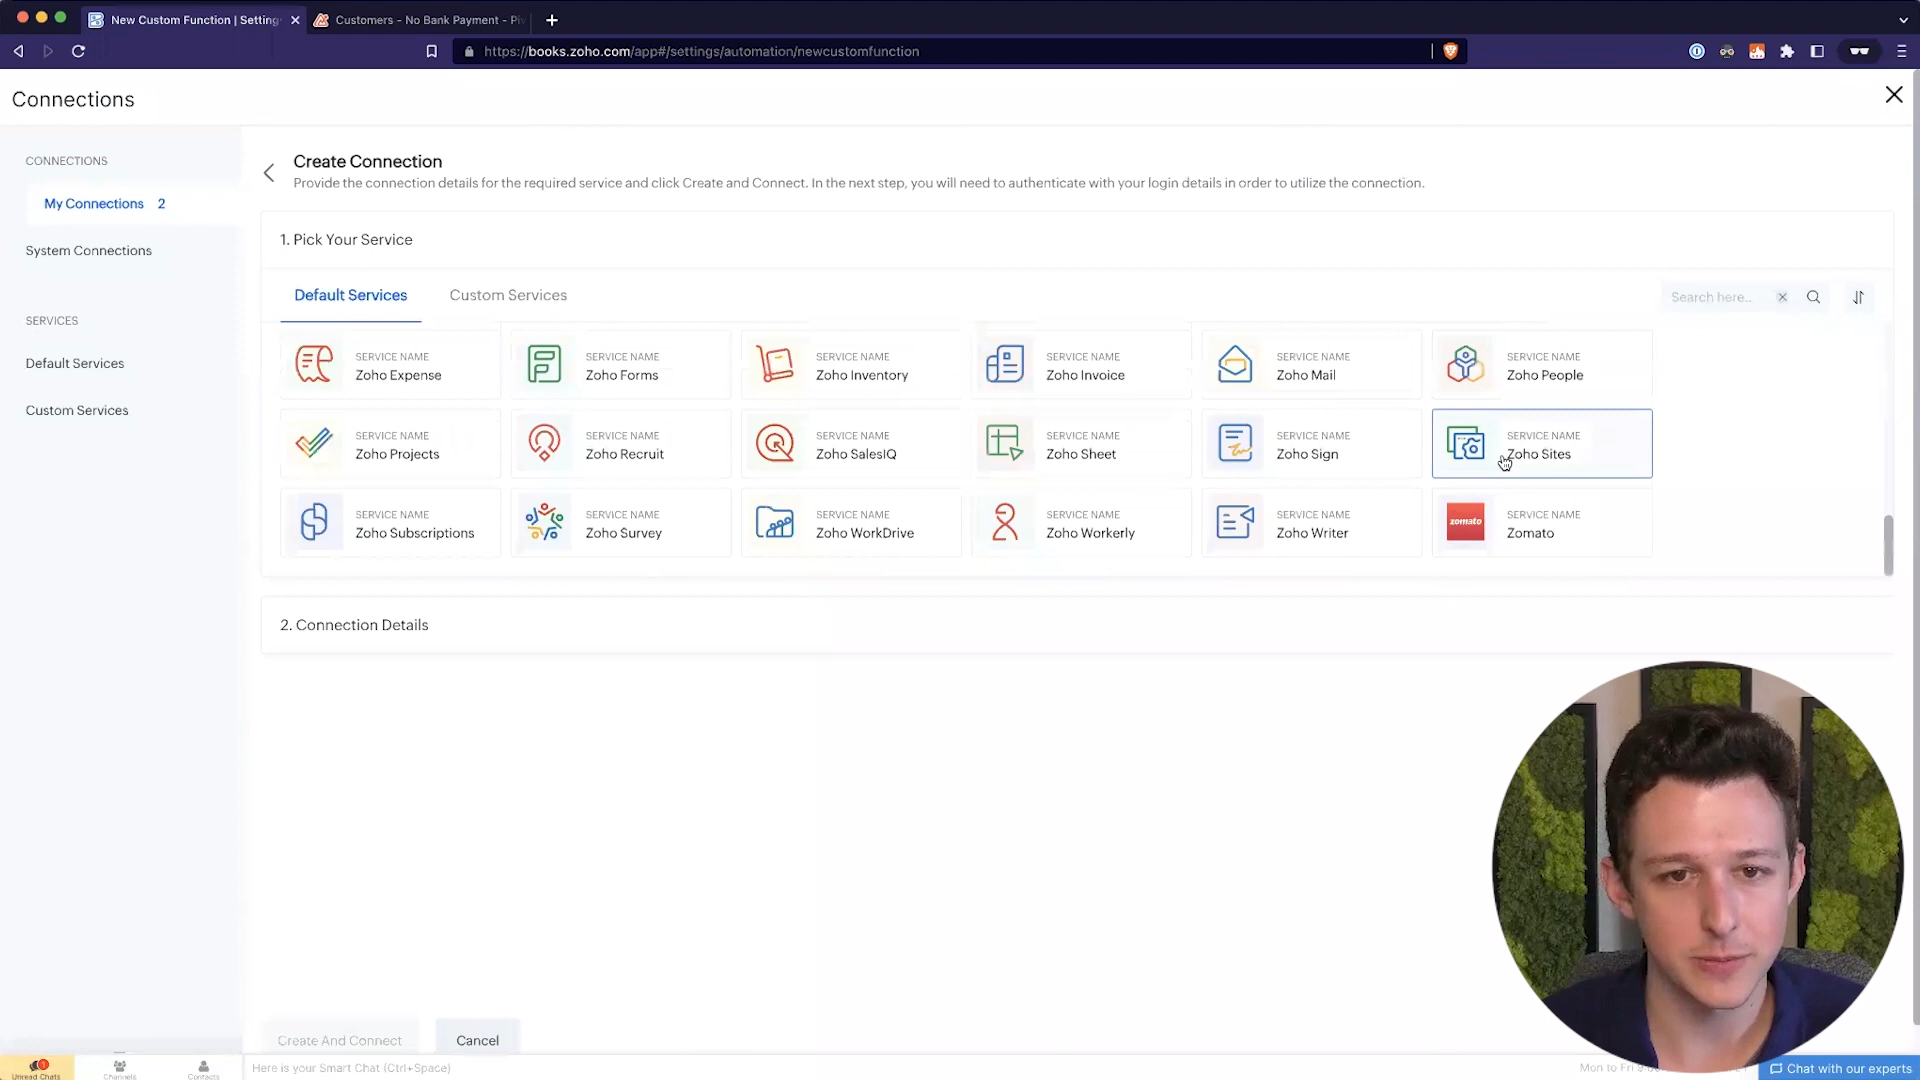 New Custom Function | Setting
Customers - No Bank Payment - Piv
https://books.zoho.com/app#/settings/automation/newcustomfunction
Connections
CONNECTIONS
My Connections 2
System Connections
SERVICES
Default Services
Custom Services
Create Connection
Provide the connection details for the required service and click Create and Connect. In the next step, you will need to authenticate with your login details in order to utilize the connection.
1. Pick Your Service
Default Services
Custom Services
Search here...
SERVICE NAME
Zoho Expense
SERVICE NAME
Zoho Forms
SERVICE NAME
Zoho Inventory
SERVICE NAME
Zoho Invoice
SERVICE NAME
Zoho Mail
SERVICE NAME
Zoho People
SERVICE NAME
Zoho Projects
SERVICE NAME
Zoho Recruit
SERVICE NAME
Zoho SalesIQ
SERVICE NAME
Zoho Sheet
SERVICE NAME
Zoho Sign
SERVICE NAME
Zoho Sites
SERVICE NAME
Zoho Subscriptions
SERVICE NAME
Zoho Survey
SERVICE NAME
Zoho WorkDrive
SERVICE NAME
Zoho Workerly
SERVICE NAME
Zoho Writer
zomato
SERVICE NAME
Zomato
2. Connection Details
Create And Connect
Cancel
Unread Chats
Channels
Contacts
Here is your Smart Chat (Ctrl+Space)
Mon to Fri
Chat with our experts